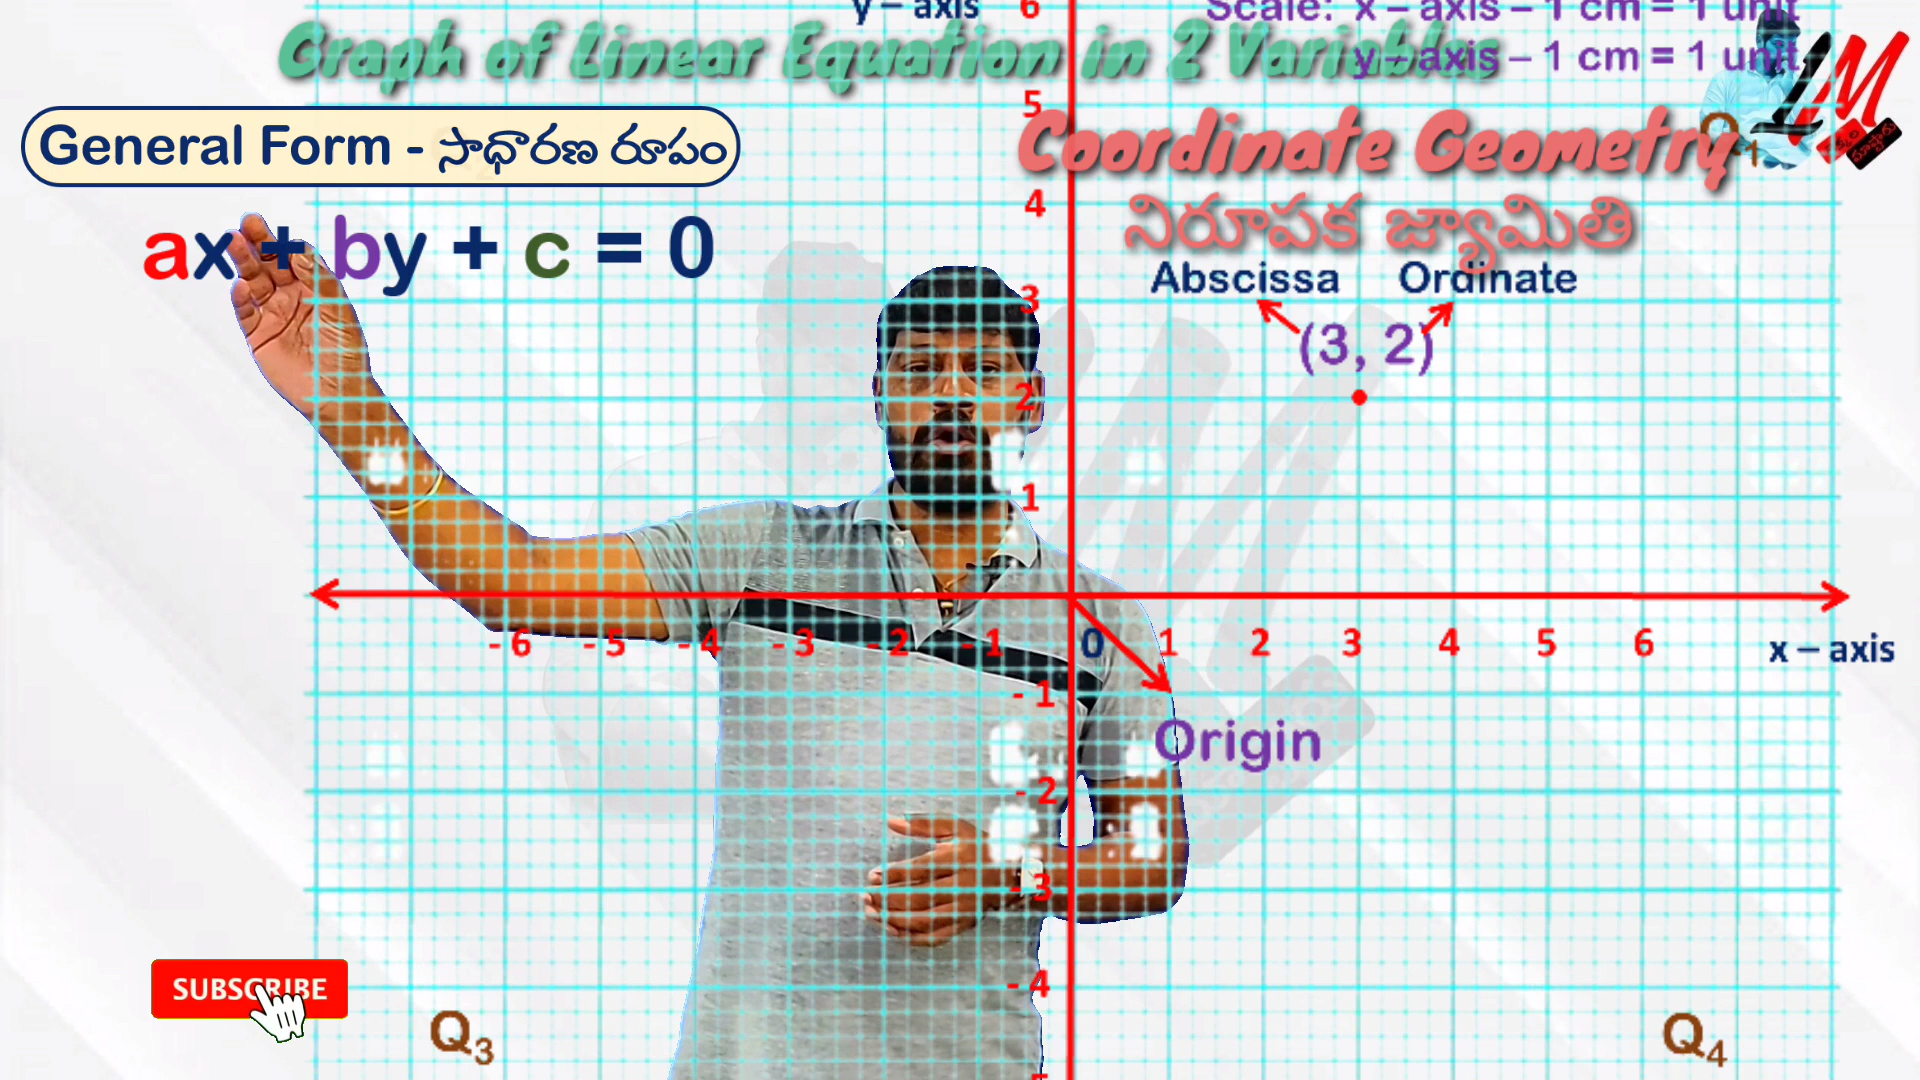 y – axis
6
Scale: x – axis – 1 cm = 1 unit
Graph of Linear Equation in 2 Variables
y – axis – 1 cm = 1 unit
LM
5
General Form - సాధారణ రూపం
Coordinate Geometry
Q1
4
నిరూపక జ్యామితి
ax + by + c = 0
Abscissa Ordinate
3
(3, 2)
2
1
-6 -5 -4 -3 -2 -1 0 1 2 3 4 5 6
x – axis
-1
Origin
-2
-3
-4
SUBSCRIBE
Q3 Q4